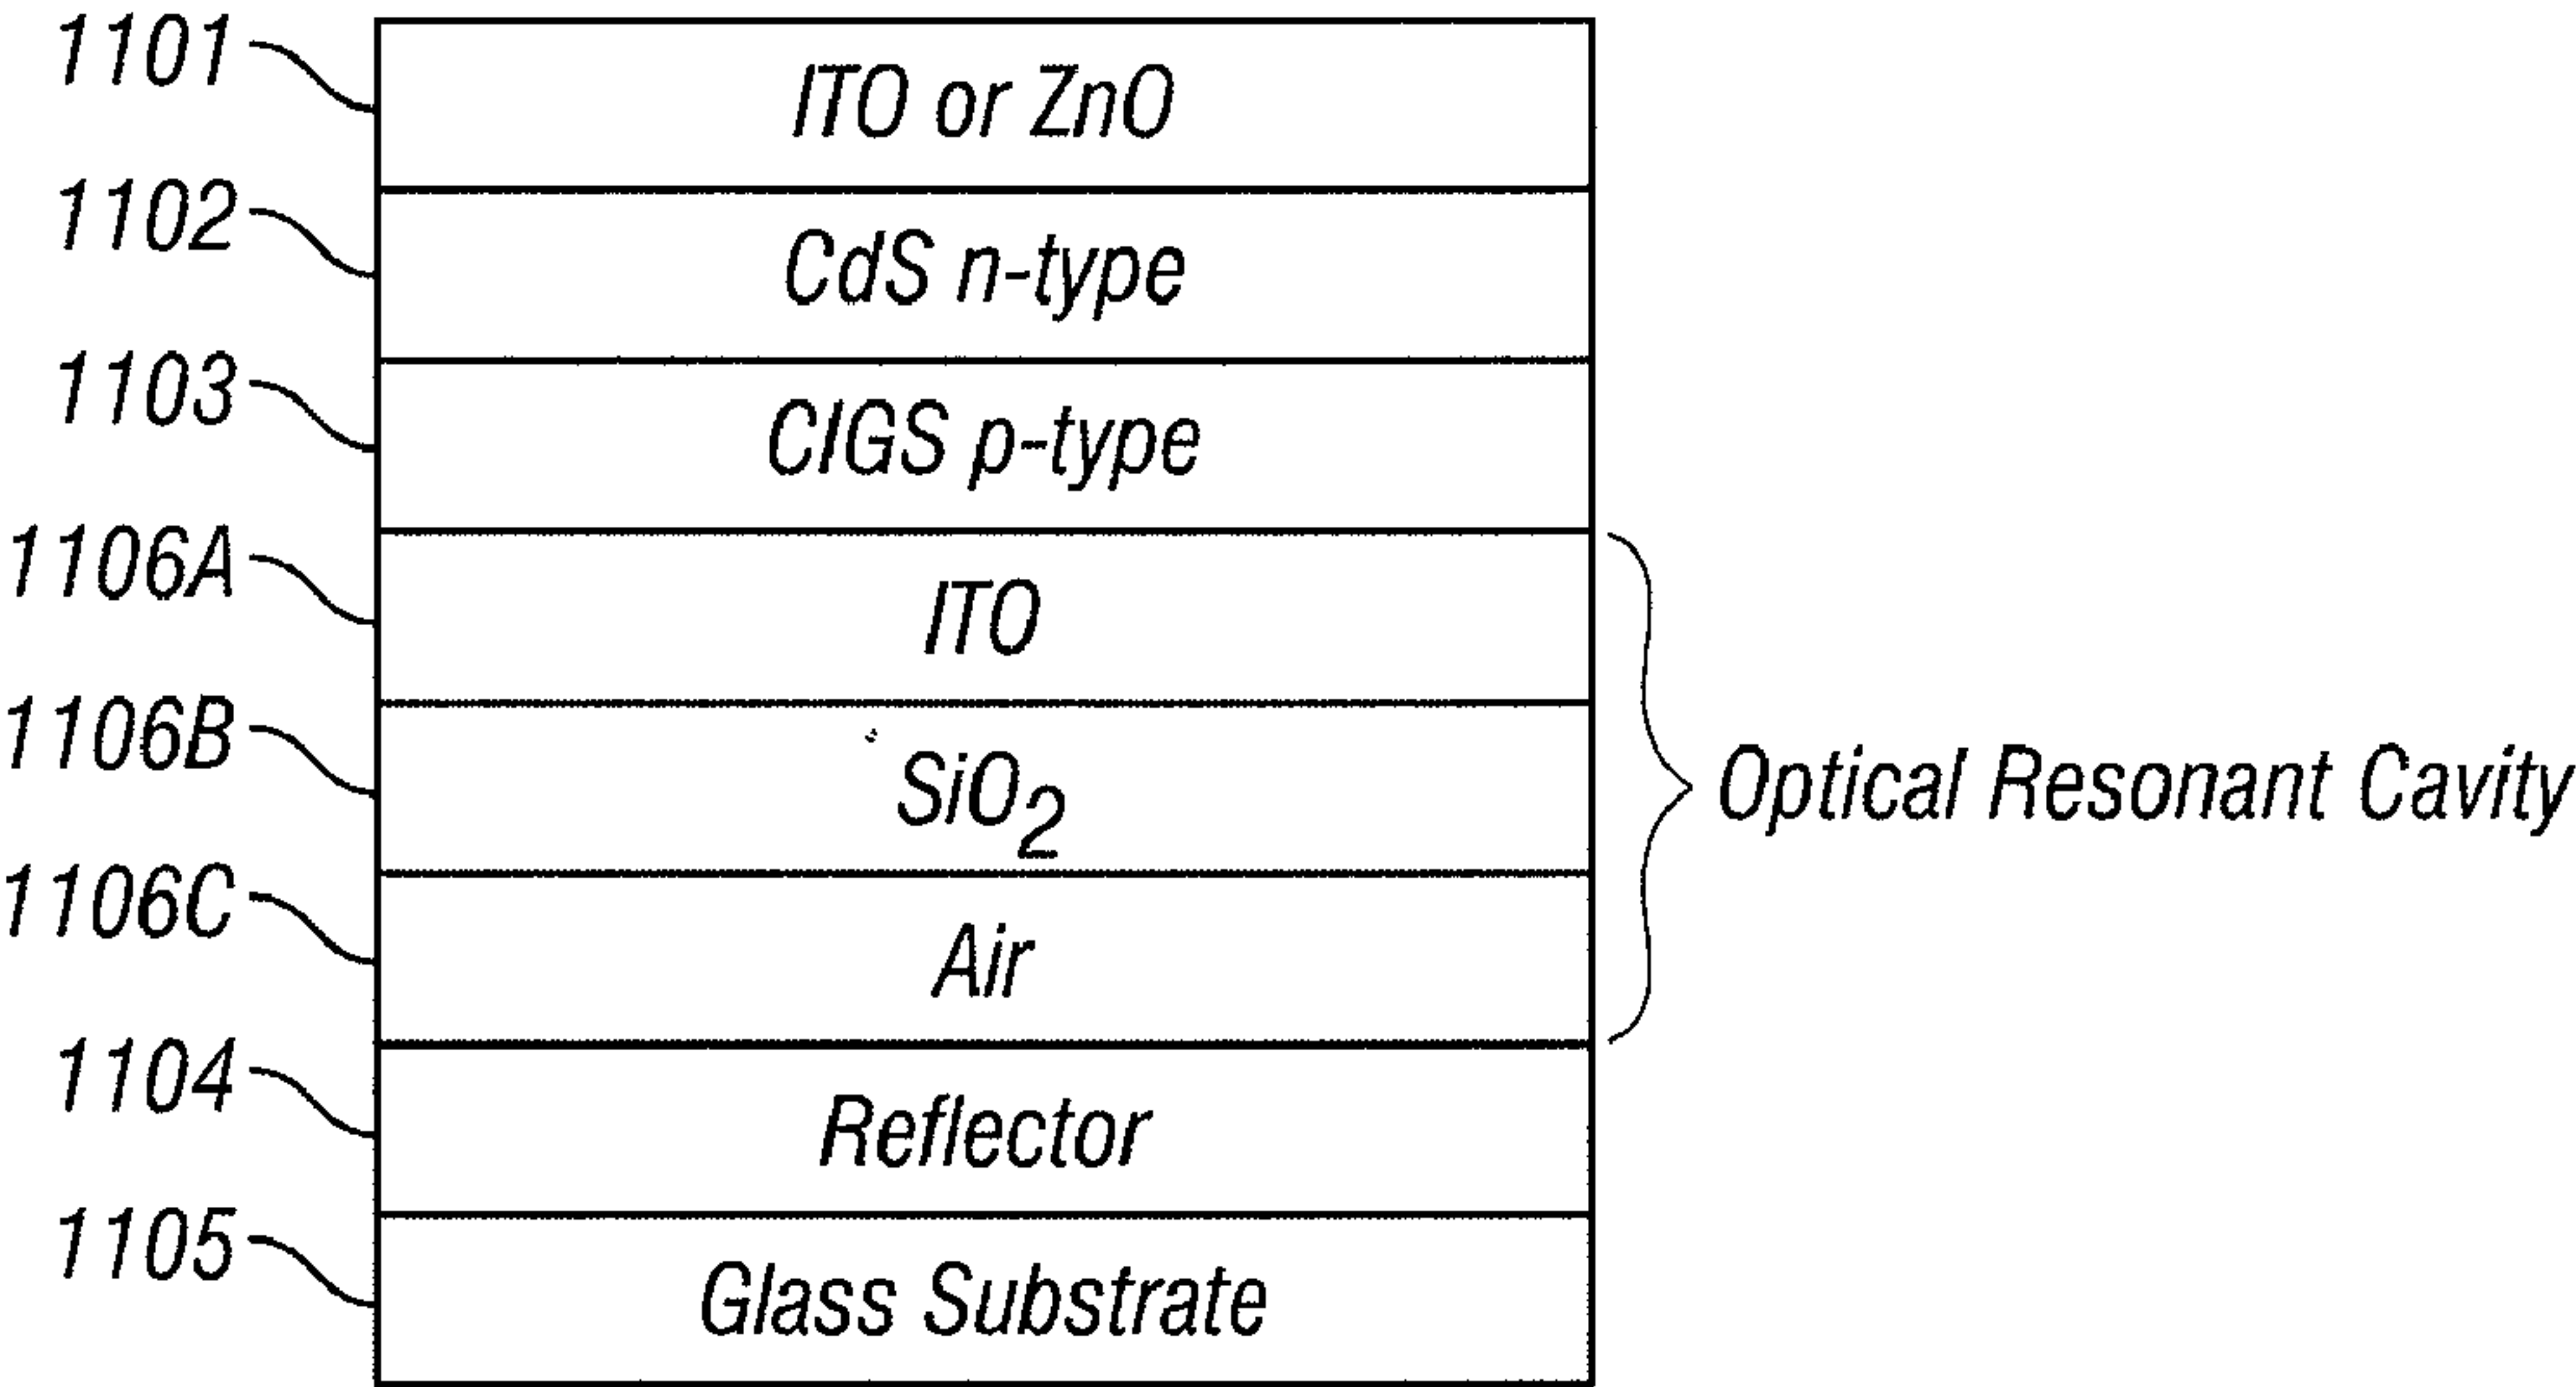 1101 ITO or ZnO
1102 CdS n-type
1103 CIGS p-type
1106A ITO
1106B SiO2
Optical Resonant Cavity
1106C Air
1104 Reflector
1105 Glass Substrate